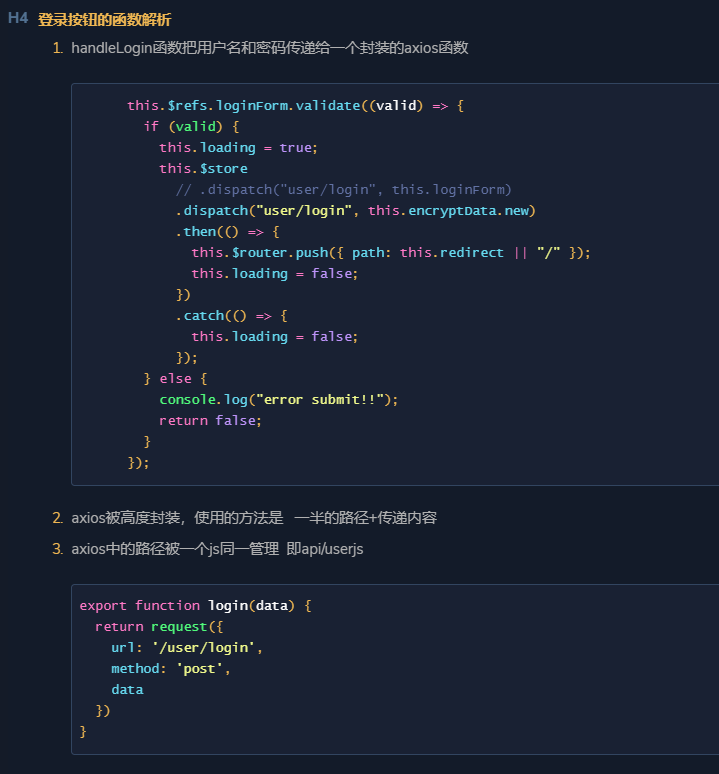 H4 登录按钮的函数解析
1. handleLogin函数把用户名和密码传递给一个封装的axios函数
this.$refs.loginForm.validate((valid) => {
if (valid) {
this.loading = true;
this.$store
// .dispatch("user/login", this.loginForm)
.dispatch("user/login", this.encryptData.new)
.then(() => {
this.$router.push({ path: this.redirect || "/" });
this.loading = false;
})
.catch(() => {
this.loading = false;
});
} else {
console.log("error submit!!");
return false;
}
});
2. axios被高度封装，使用的方法是 一半的路径+传递内容
3. axios中的路径被一个js同一管理 即api/userjs
export function login(data) {
return request({
url: '/user/login',
method: 'post',
data
})
}